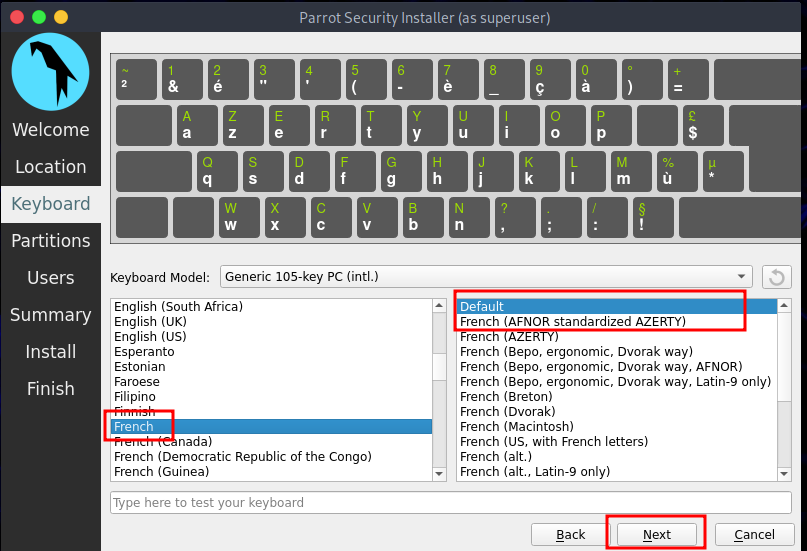 Parrot Security Installer (as superuser)
Welcome
Location
Keyboard
Partitions
Users
Summary
Install
Finish
~ 1 2 3 4 5 6 7 8 9 0 ° +
² & é " ' ( - è _ ç à ) =
A Z E R T Y U I O P £
a z e r t y u i o p $
Q S D F G H J K L M % µ
q s d f g h j k l m ù *
W X C V B N ? . / §
w x c v b n , ; : !
Keyboard Model: Generic 105-key PC (intl.)
English (South Africa)
English (UK)
English (US)
Esperanto
Estonian
Faroese
Filipino
Finnish
French
French (Canada)
French (Democratic Republic of the Congo)
French (Guinea)
Default
French (AFNOR standardized AZERTY)
French (AZERTY)
French (Bepo, ergonomic, Dvorak way)
French (Bepo, ergonomic, Dvorak way, AFNOR)
French (Bepo, ergonomic, Dvorak way, Latin-9 only)
French (Breton)
French (Dvorak)
French (Macintosh)
French (US, with French letters)
French (alt.)
French (alt., Latin-9 only)
Type here to test your keyboard
Back Next Cancel